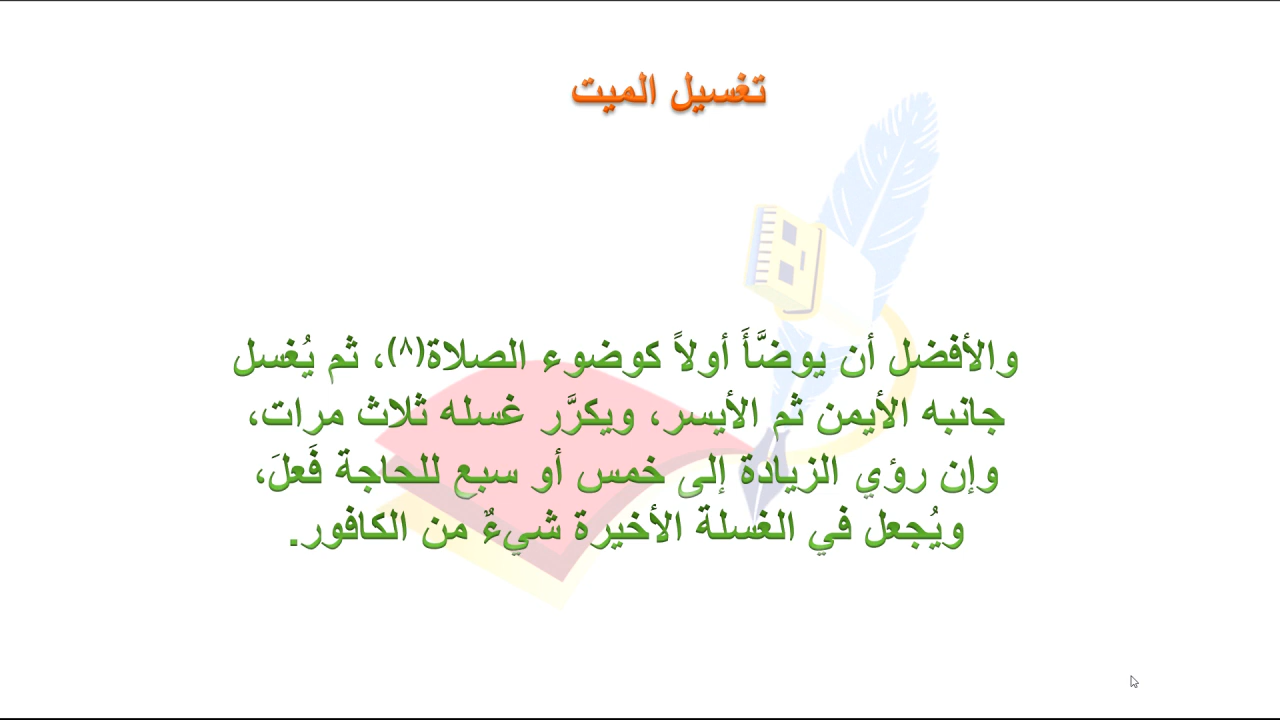 تغسيل الميت
والأفضل أن يوضَّأَ أولاً كوضوء الصلاة(٨)، ثم يُغسل
جانبه الأيمن ثم الأيسر، ويكرَّر غسله ثلاث مرات،
وإن رؤي الزيادة إلى خمس أو سبع للحاجة فَعلَ،
ويُجعل في الغسلة الأخيرة شيءٌ من الكافور.